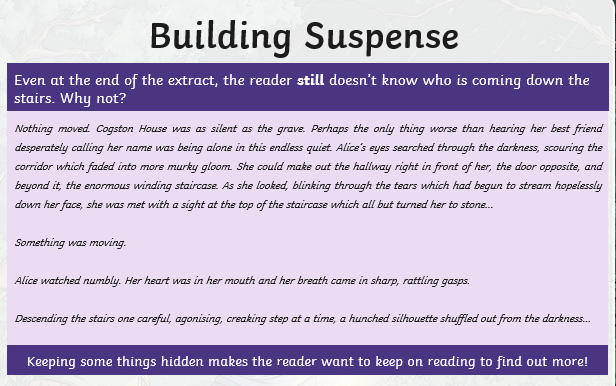 Building Suspense
Even at the end of the extract, the reader still doesn't know who is coming down the
stairs. Why not?
Nothing moved. Cogston House was as silent as the grave. Perhaps the only thing worse than hearing her best friend
desperately calling her name was being alone in this endless quiet. Alice's eyes searched through the darkness, scouring the
corridor which faded into more murky gloom. She could make out the hallway right in front of her, the door opposite, and
beyond it, the enormous winding staircase. As she looked, blinking through the tears which had begun to stream hopelessly
down her face, she was met with a sight at the top of the staircase which all but turned her to stone...
Something was moving.
Alice watched numbly. Her heart was in her mouth and her breath came in sharp, rattling gasps.
Descending the stairs one careful, agonising, creaking step at a time, a hunched silhouette shuffled out from the darkness...
Keeping some things hidden makes the reader want to keep on reading to find out more!